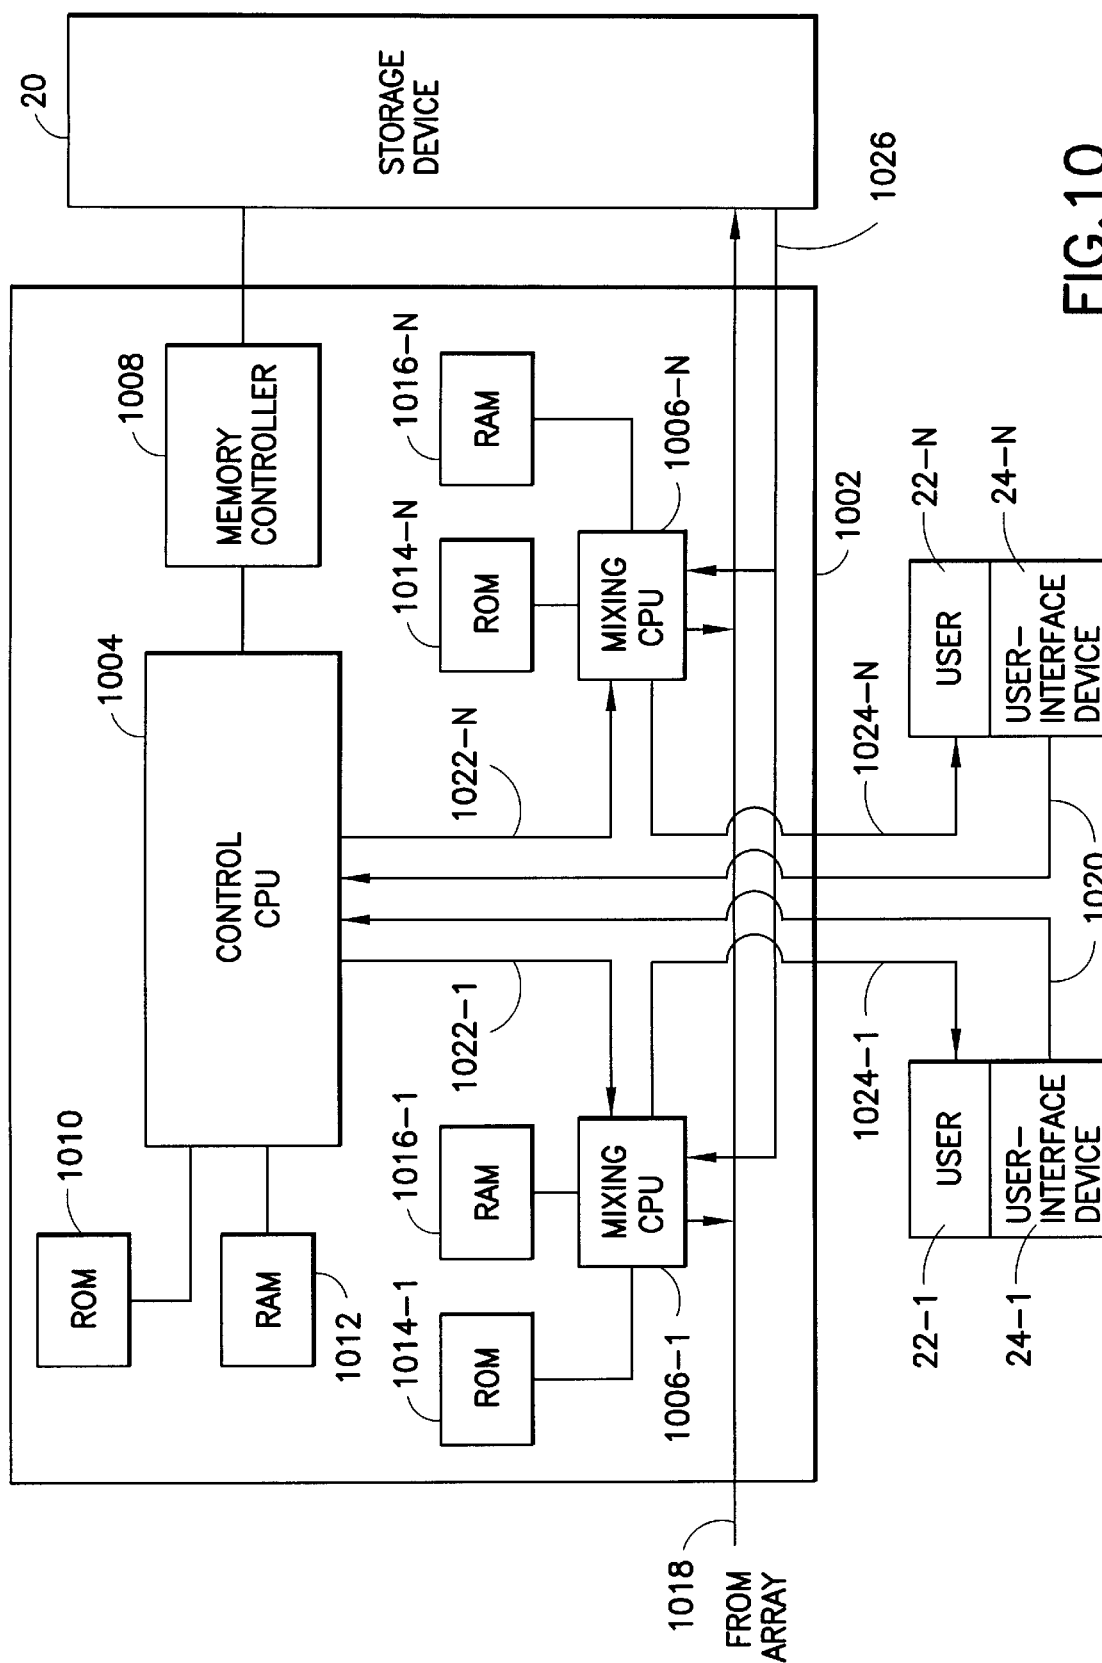 20
STORAGE
DEVICE
1026
1008
MEMORY
CONTROLLER
1004
CONTROL
CPU
1010
ROM
RAM
1012
1016-N
RAM
1014-N
ROM
MIXING
CPU
1006-N
1022-N
1022-1
1016-1
RAM
1014-1
ROM
MIXING
CPU
1006-1
1002
1018
FROM
ARRAY
1024-N
22-N
USER
24-N
USER-
INTERFACE
DEVICE
1020
1024-1
22-1
USER
24-1
USER-
INTERFACE
DEVICE
FIG.10